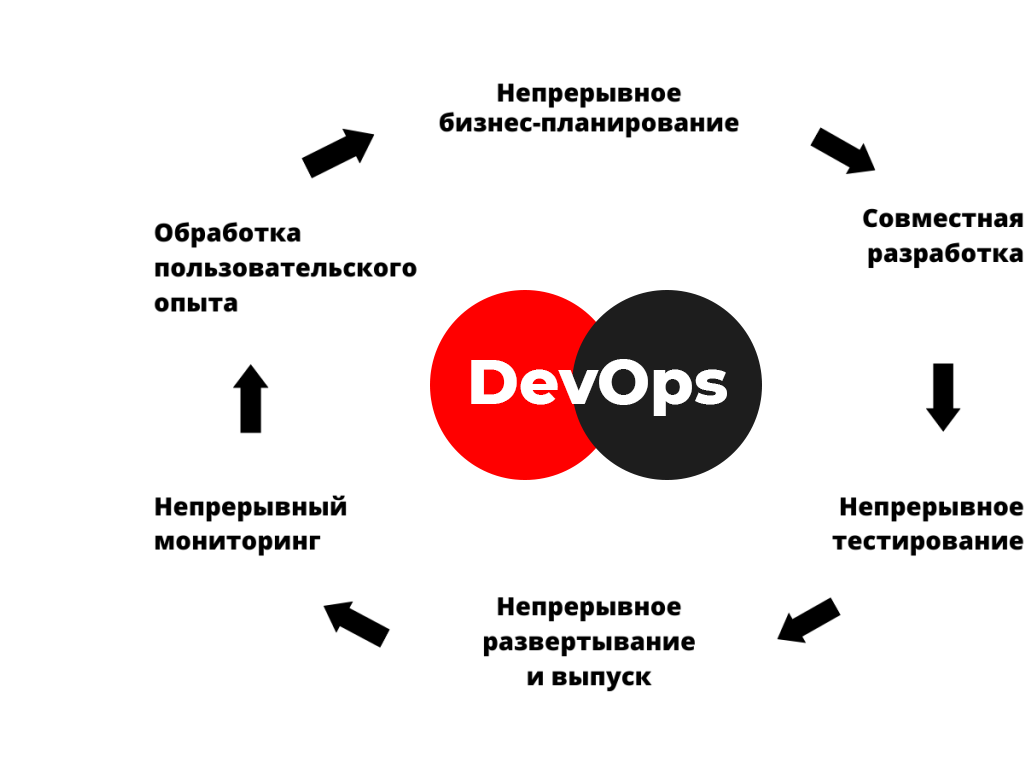 Непрерывное
бизнес-планирование
Совместная
разработка
Обработка
пользовательского
опыта
DevOps
Непрерывный
мониторинг
Непрерывное
тестирование
Непрерывное
развертывание
и выпуск